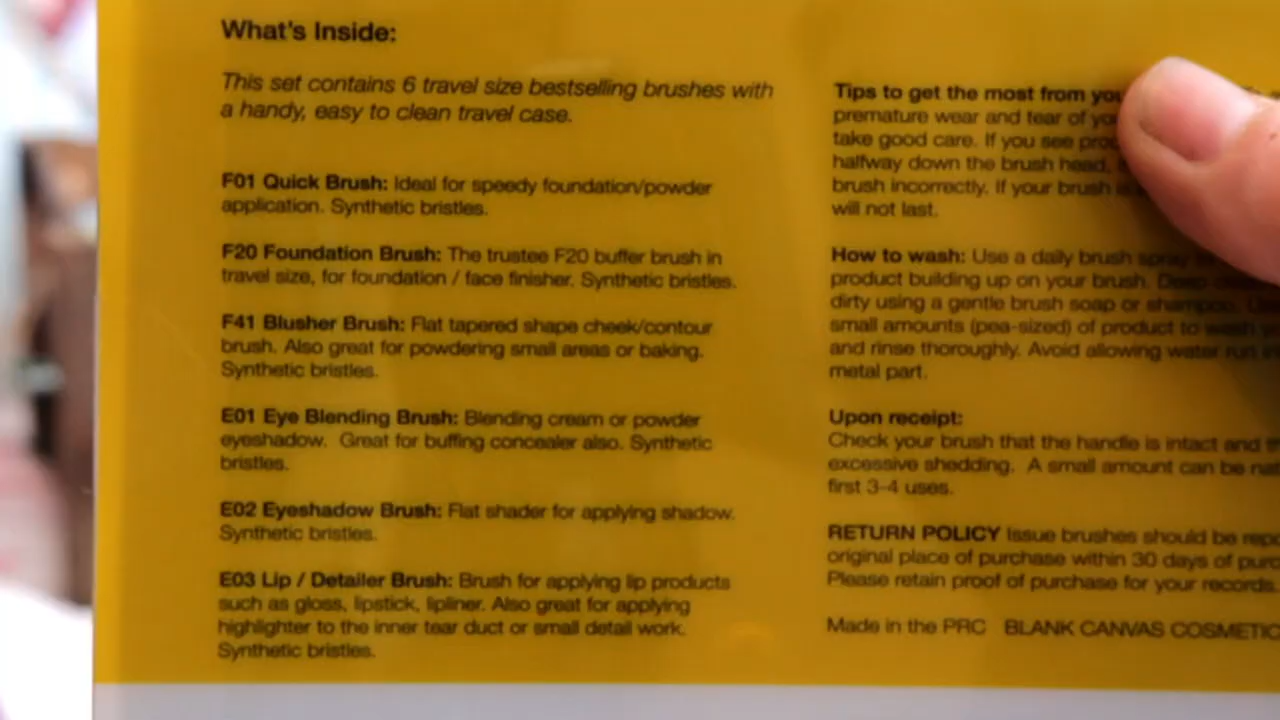 What's Inside:
This set contains 6 travel size bestselling brushes with
a handy, easy to clean travel case.
F01 Quick Brush: Ideal for speedy foundation/powder
application. Synthetic bristles.
F20 Foundation Brush: The trustee F20 buffer brush in
travel size, for foundation / face finisher. Synthetic bristles.
F41 Blusher Brush: Flat tapered shape cheek/contour
brush. Also great for powdering small areas or baking.
Synthetic bristles.
E01 Eye Blending Brush: Blending cream or powder
eyeshadow. Great for buffing concealer also. Synthetic
bristles.
E02 Eyeshadow Brush: Flat shader for applying shadow.
Synthetic bristles.
E03 Lip / Detailer Brush: Brush for applying lip products
such as gloss, lipstick, lipliner. Also great for applying
highlighter to the inner tear duct or small detail work.
Synthetic bristles.
Tips to get the most from
premature wear and tear of
take good care. If you see
halfway down the brush head,
brush incorrectly. If your brush
will not last.
How to wash: Use a daily brush spray
product building up on your brush. Deep
dirty using a gentle brush soap or shampoo.
small amounts (pea-sized) of product to wash
and rinse thoroughly. Avoid allowing water run
metal part.
Upon receipt:
Check your brush that the handle is intact and
excessive shedding. A small amount can be
first 3-4 uses.
RETURN POLICY Issue brushes should be
original place of purchase within 30 days of
Please retain proof of purchase for your records.
Made in the PRC BLANK CANVAS